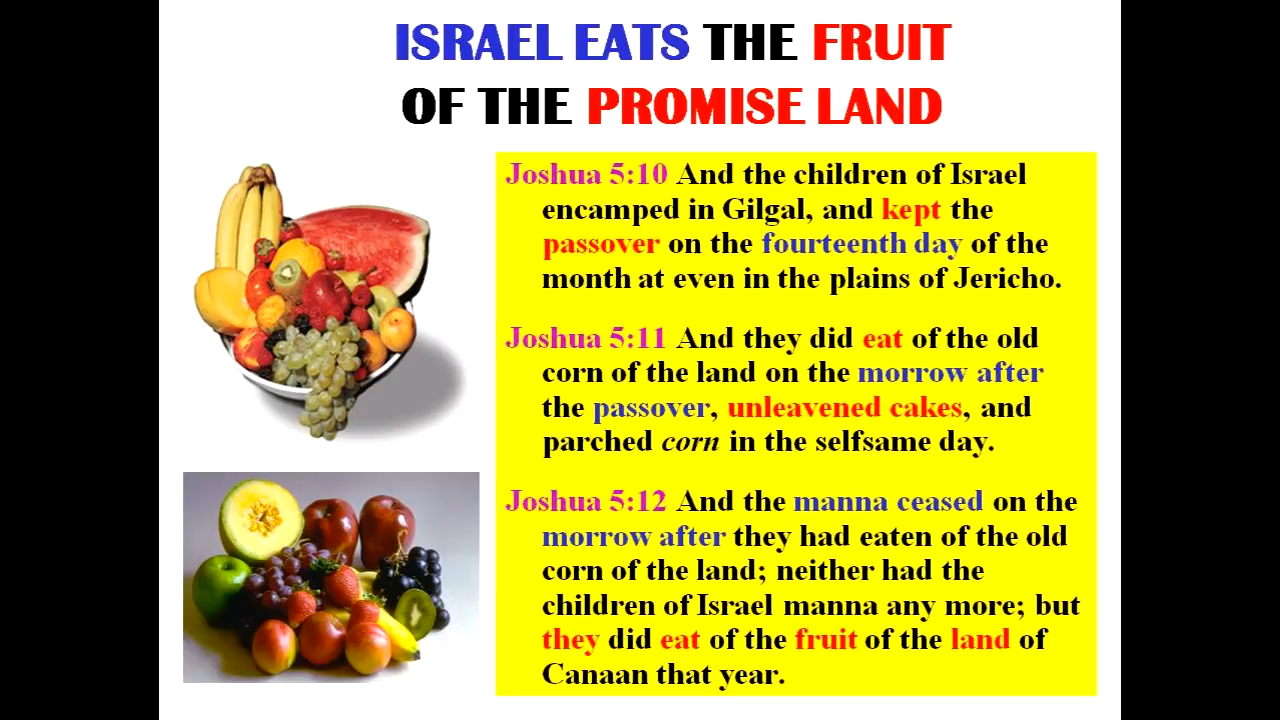 ISRAEL EATS THE FRUIT
OF THE PROMISE LAND
Joshua 5:10 And the children of Israel
encamped in Gilgal, and kept the
passover on the fourteenth day of the
month at even in the plains of Jericho.
Joshua 5:11 And they did eat of the old
corn of the land on the morrow after
the passover, unleavened cakes, and
parched corn in the selfsame day.
Joshua 5:12 And the manna ceased on the
morrow after they had eaten of the old
corn of the land; neither had the
children of Israel manna any more; but
they did eat of the fruit of the land of
Canaan that year.